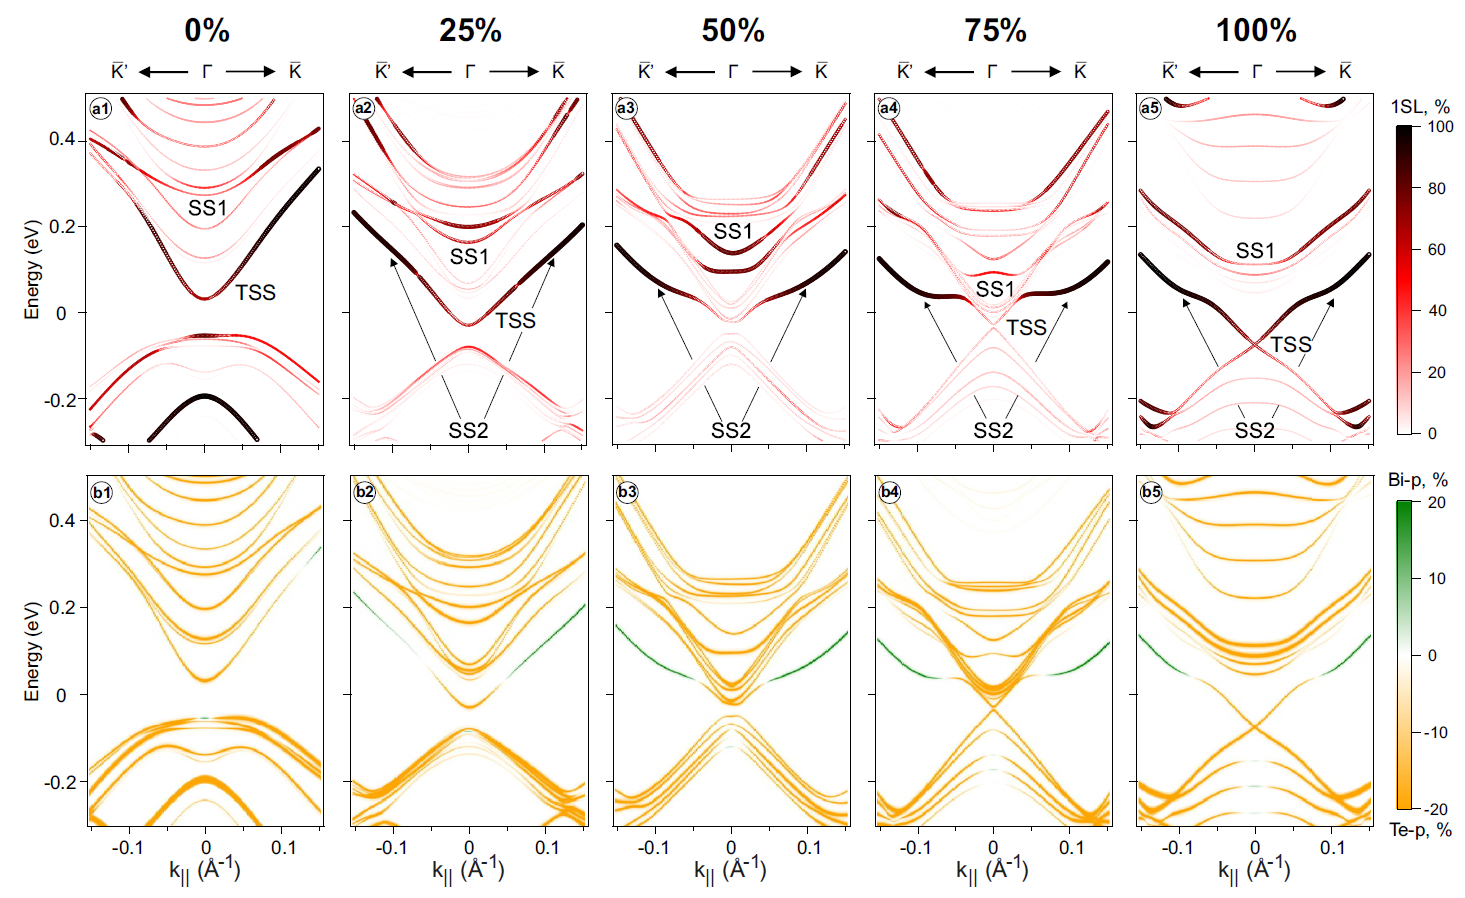 0% 25% 50% 75% 100%
K̅' Γ K̅ K̅' Γ K̅ K̅' Γ K̅ K̅' Γ K̅ K̅' Γ K̅
a1 a2 a3 a4 a5 1SL, %
Energy (eV) 0.4 0.2 0 -0.2
SS1 TSS
SS1 TSS SS2
SS1 SS2
SS1 TSS SS2
SS1 TSS SS2
100
80
60
40
20
0
b1 b2 b3 b4 b5 Bi-p, %
Energy (eV) 0.4 0.2 0 -0.2
20
10
0
-10
-20
Te-p, %
-0.1 0 0.1 -0.1 0 0.1 -0.1 0 0.1 -0.1 0 0.1 -0.1 0 0.1
k|| (Å-1) k|| (Å-1) k|| (Å-1) k|| (Å-1) k|| (Å-1)